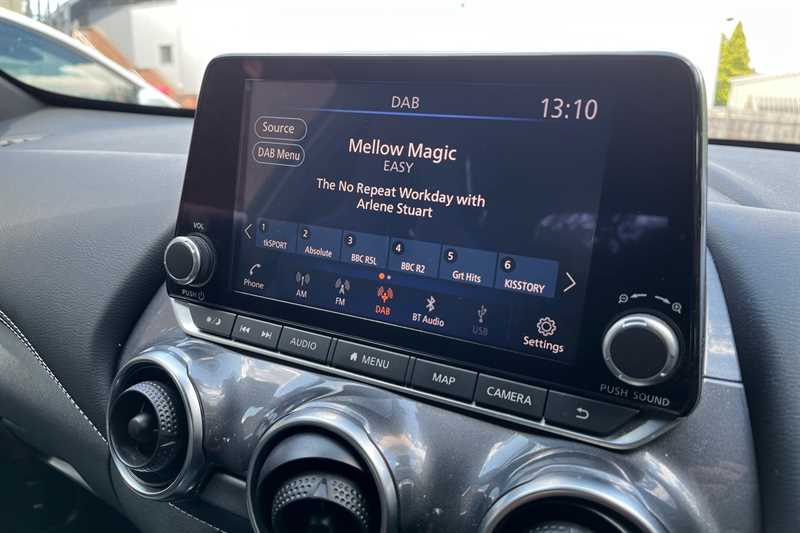 DAB
13:10
Source
DAB Menu
Mellow Magic
EASY
The No Repeat Workday with
Arlene Stuart
1
tkSPORT
2
Absolute
3
BBC R5L
4
BBC R2
5
Grt Hits
6
KISSTORY
Phone
AM
FM
DAB
BT Audio
USB
Settings
VOL
PUSH
PUSH SOUND
AUDIO
MENU
MAP
CAMERA